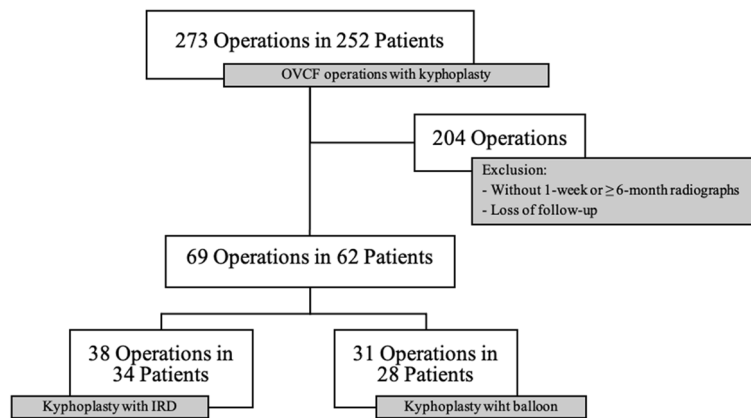 273 Operations in 252 Patients
OVCF operations with kyphoplasty
204 Operations
Exclusion:
- Without 1-week or ≥ 6-month radiographs
- Loss of follow-up
69 Operations in 62 Patients
38 Operations in
34 Patients
Kyphoplasty with IRD
31 Operations in
28 Patients
Kyphoplasty wiht balloon